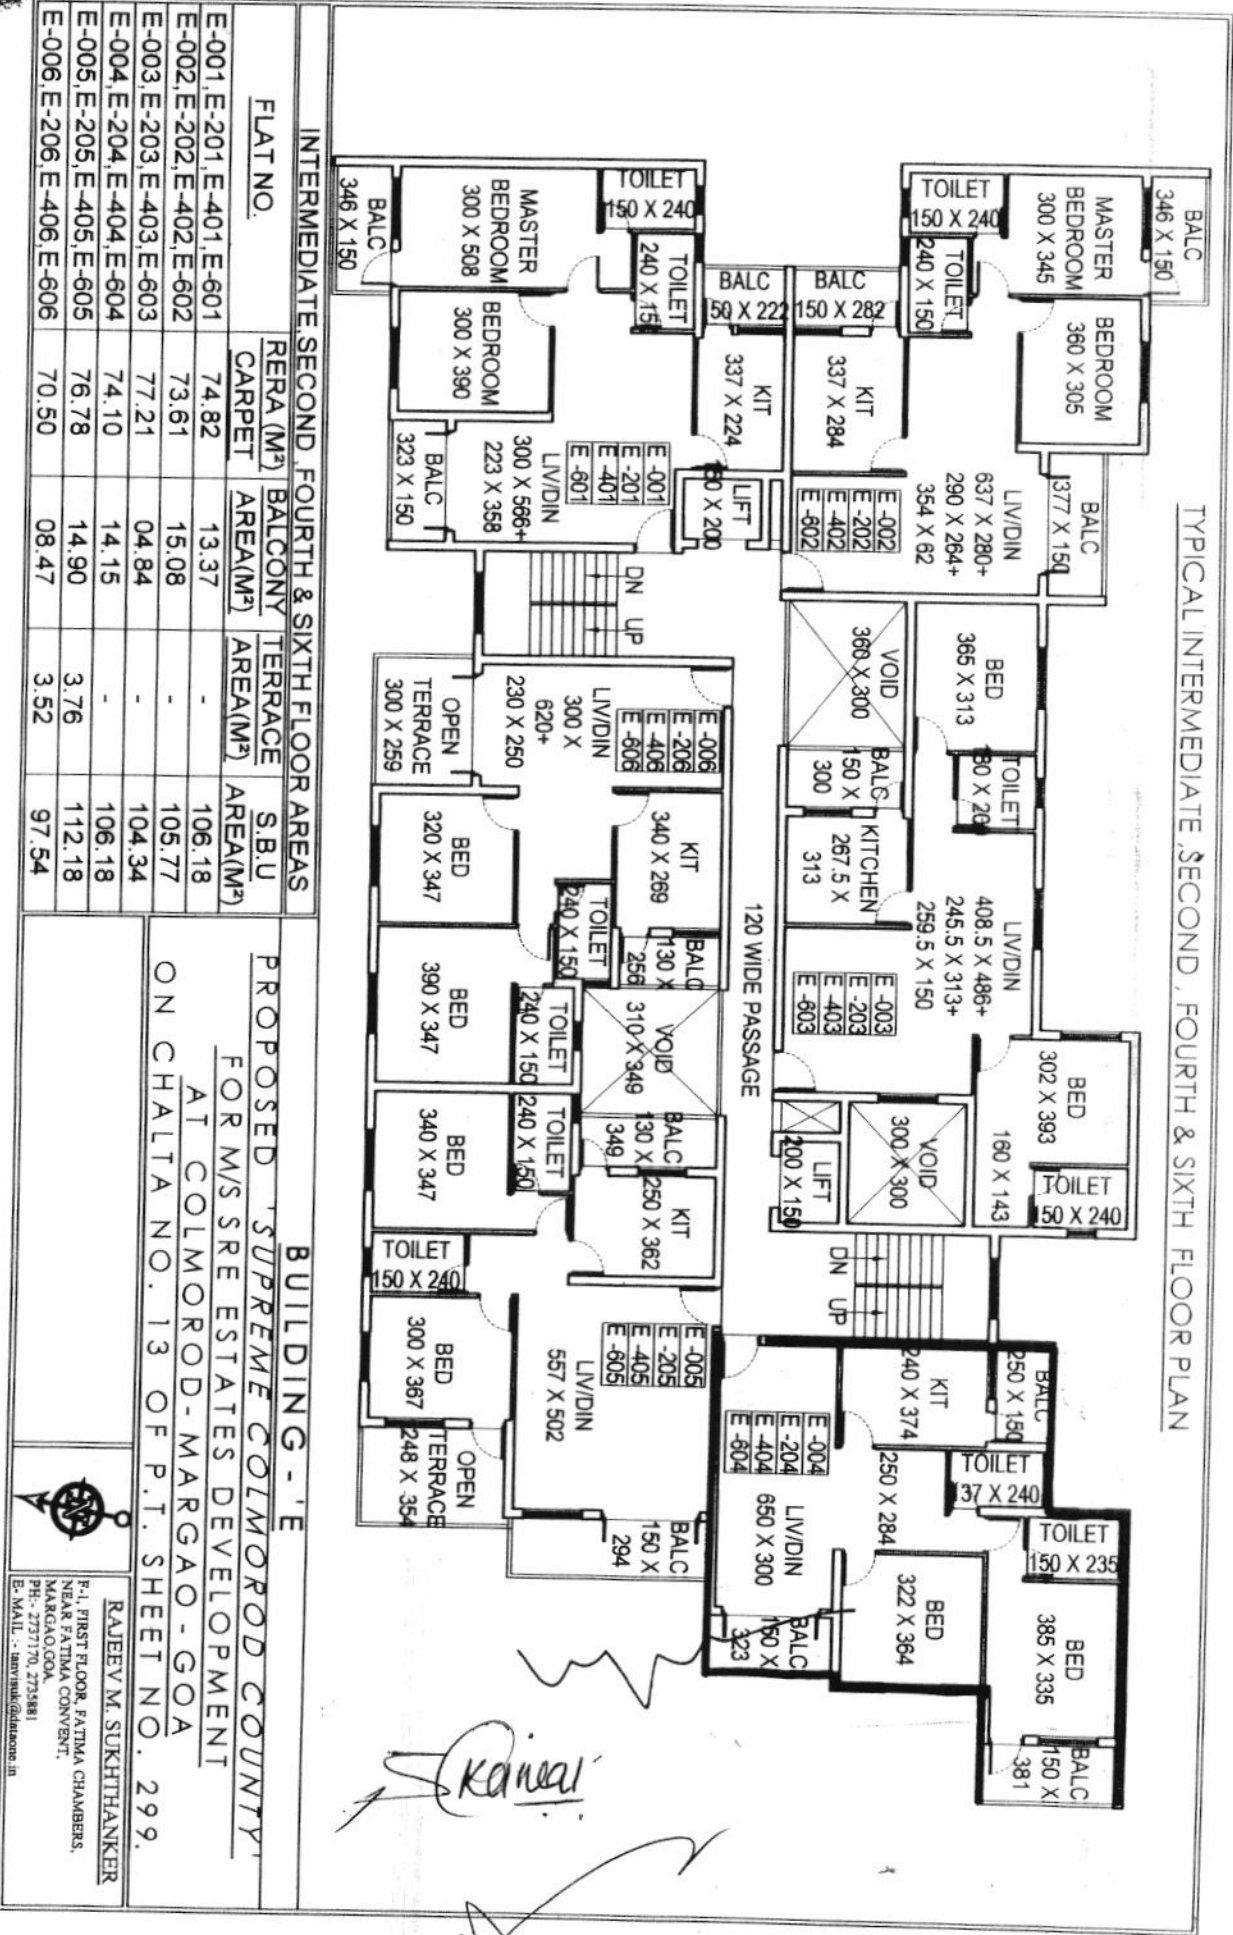 TYPICAL INTERMEDIATE ,SECOND , FOURTH & SIXTH FLOOR PLAN
BALC
346 X 150
MASTER
BEDROOM
300 X 345
TOILET
150 X 240
TOILET
240 X 150
BEDROOM
360 X 305
BALC
377 X 150
LIV/DIN
637 X 280+
290 X 264+
354 X 62
BALC
150 X 282
KIT
337 X 284
E -002
E -202
E -402
E -602
BED
365 X 313
VOID
360 X 300
BALC
150 X
300
TOILET
KITCHEN
267.5 X
313
LIV/DIN
408.5 X 486+
245.5 X 313+
259.5 X 150
E -003
E -203
E -403
E -603
BED
302 X 393
160 X 143
TOILET
150 X 240
VOID
300 X 300
LIFT
200 X 150
DN
UP
BALC
250 X 150
KIT
240 X 374
TOILET
137 X 240
TOILET
150 X 235
250 X 284
E -004
E -204
E -404
E -604
LIV/DIN
650 X 300
BED
322 X 364
BED
385 X 335
BALC
150 X
381
BALC
150 X
323
120 WIDE PASSAGE
TOILET
150 X 240
TOILET
240 X 150
MASTER
BEDROOM
300 X 508
BALC
346 X 150
BEDROOM
300 X 390
BALC
150 X 222
KIT
337 X 224
LIFT
150 X 200
E -001
E -201
E -401
E -601
LIV/DIN
300 X 566+
223 X 358
BALC
323 X 150
DN
UP
E -006
E -206
E -406
E -606
LIV/DIN
300 X
620+
230 X 250
OPEN
TERRACE
300 X 259
KIT
340 X 269
BED
320 X 347
TOILET
240 X 150
BALC
130 X
256
VOID
310 X 349
BED
390 X 347
TOILET
240 X 150
BALC
130 X
349
TOILET
240 X 150
BED
340 X 347
KIT
250 X 362
TOILET
150 X 240
BED
300 X 367
E -005
E -205
E -405
E -605
LIV/DIN
557 X 502
OPEN
TERRACE
248 X 354
BALC
150 X
294
INTERMEDIATE,SECOND ,FOURTH & SIXTH FLOOR AREAS
FLAT NO. RERA (M²) CARPET BALCONY AREA(M²) TERRACE AREA(M²) S.B.U AREA(M²)
E-001,E-201,E-401,E-601 74.82 13.37 - 106.18
E-002,E-202,E-402,E-602 73.61 15.08 - 105.77
E-003,E-203,E-403,E-603 77.21 04.84 - 104.34
E-004,E-204,E-404,E-604 74.10 14.15 - 106.18
E-005,E-205,E-405,E-605 76.78 14.90 3.76 112.18
E-006,E-206,E-406,E-606 70.50 08.47 3.52 97.54
BUILDING - 'E
PROPOSED 'SUPREME COLMOROD COUNTY'
FOR M/S SRE ESTATES DEVELOPMENT
AT COLMOROD-MARGAO-GOA
ON CHALTA NO. 13 OF P.T. SHEET NO. 299.
N
RAJEEV M. SUKHTHANKER
F-1, FIRST FLOOR, FATIMA CHAMBERS,
NEAR FATIMA CONVENT,
MARGAO,GOA.
PH:- 2737170, 2735881
E- MAIL :- tanvisuk@dataone.in